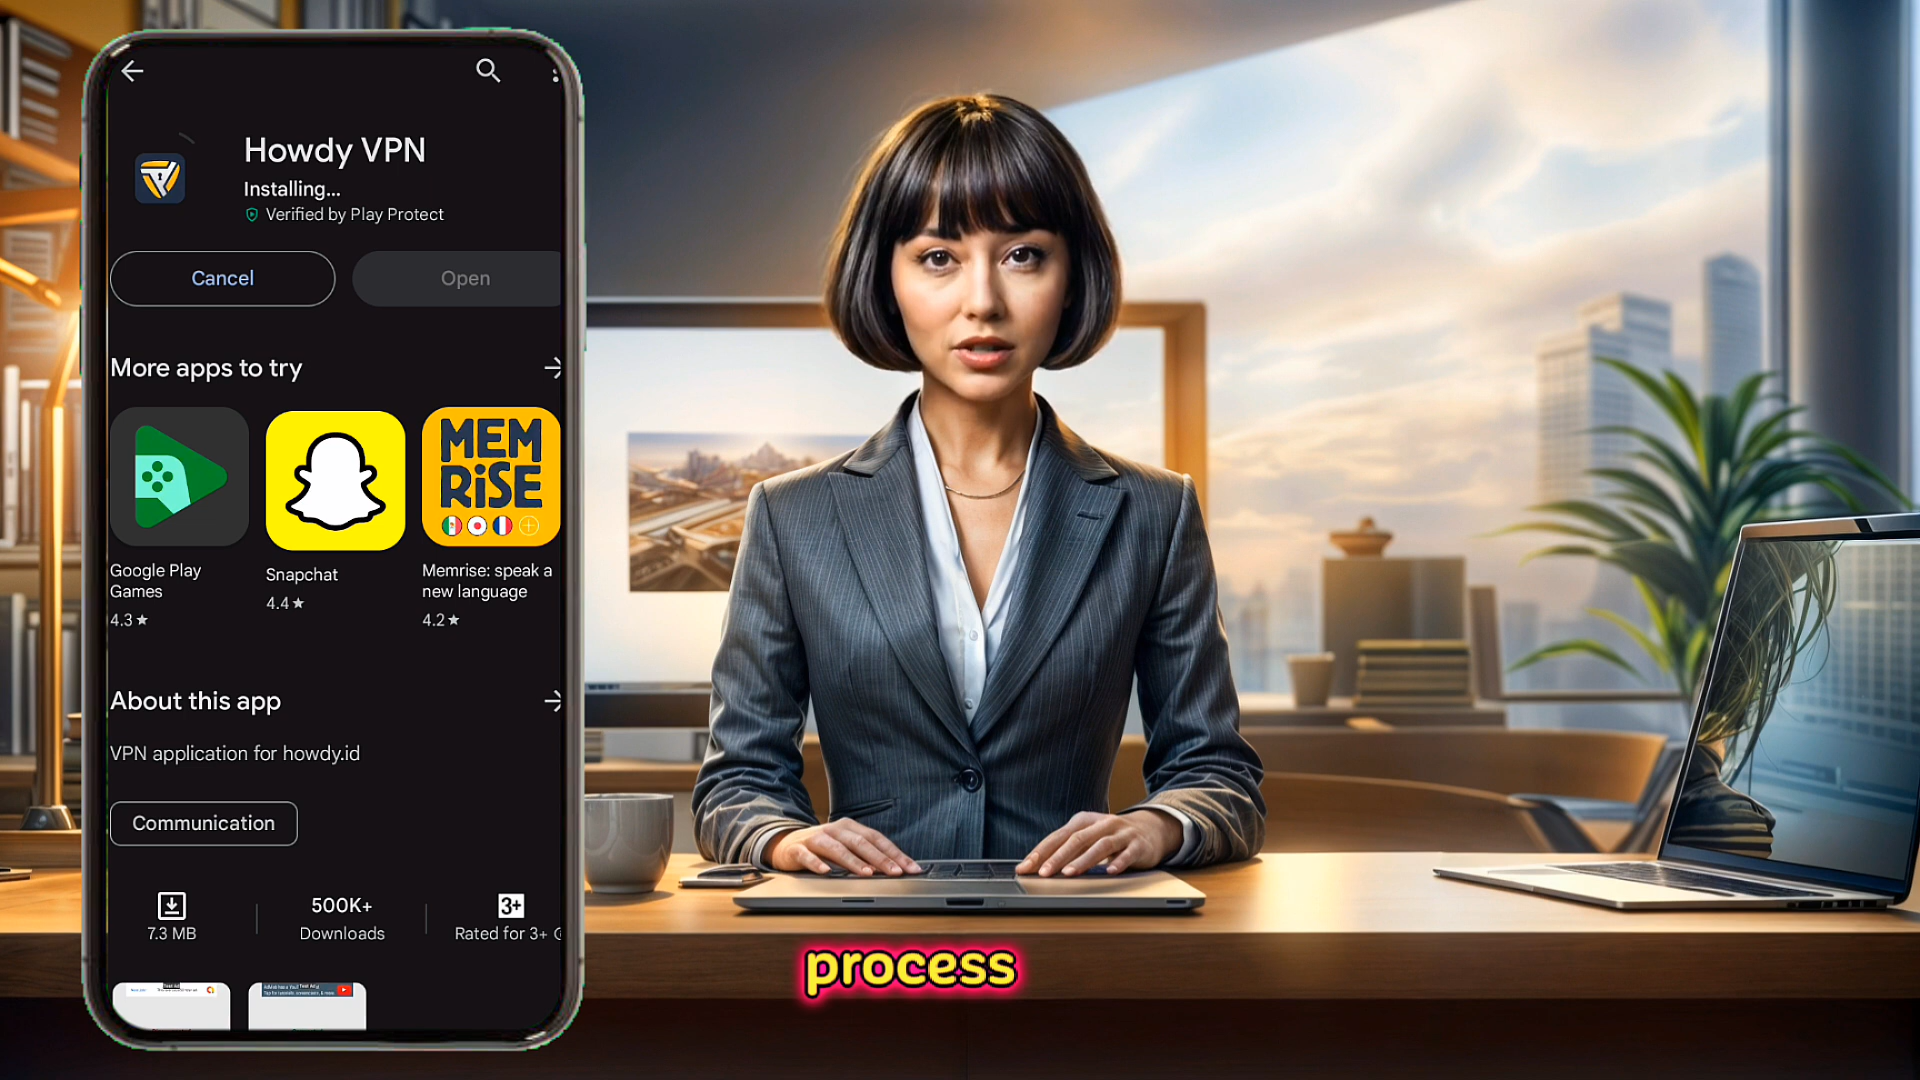 Howdy VPN
Installing...
Verified by Play Protect
Cancel
Open
More apps to try
MEM
RiSE
Google Play
Games
4.3★
Snapchat
4.4★
Memrise: speak a
new language
4.2★
About this app
VPN application for howdy.id
Communication
7.3 MB
500K+
Downloads
3+
Rated for 3+
process